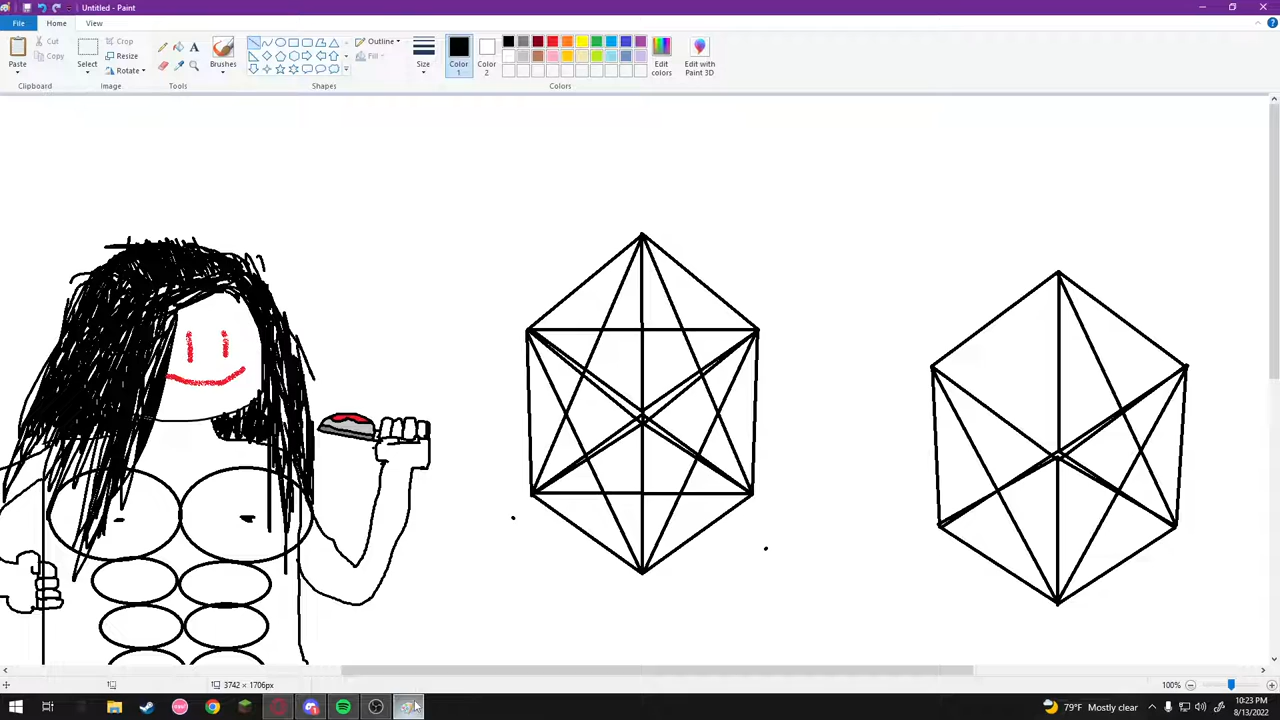 Untitled - Paint
File Home View
Cut Crop Outline Edit Edit with
Copy Resize Fill
Paste Select Rotate Brushes Size Color Color colors Paint 3D
1 2
Clipboard Image Tools Shapes Colors
3742 × 1706px 100%
79°F Mostly clear 10:23 PM
8/13/2022